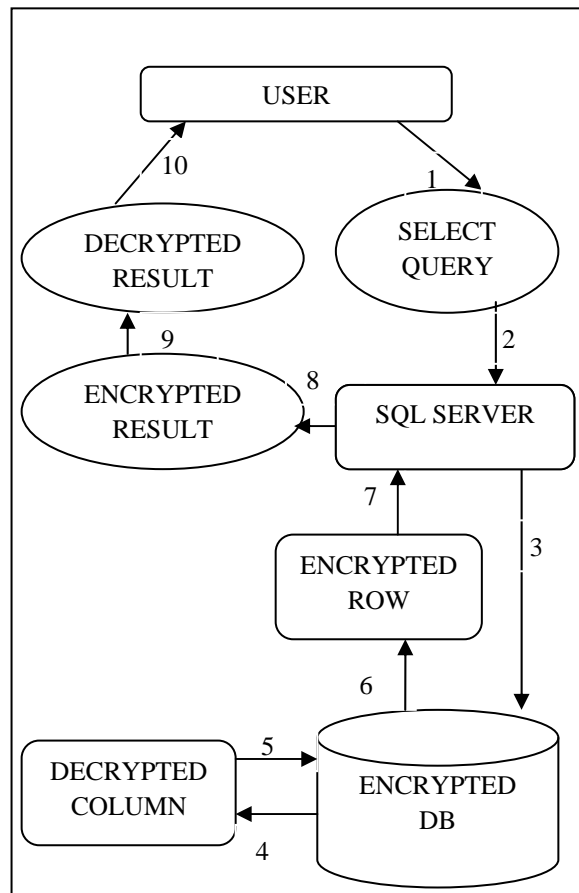 USER
10
1
DECRYPTED
RESULT
SELECT
QUERY
9
2
8
ENCRYPTED
RESULT
SQL SERVER
7
3
ENCRYPTED
ROW
6
5
DECRYPTED
COLUMN
ENCRYPTED
DB
4